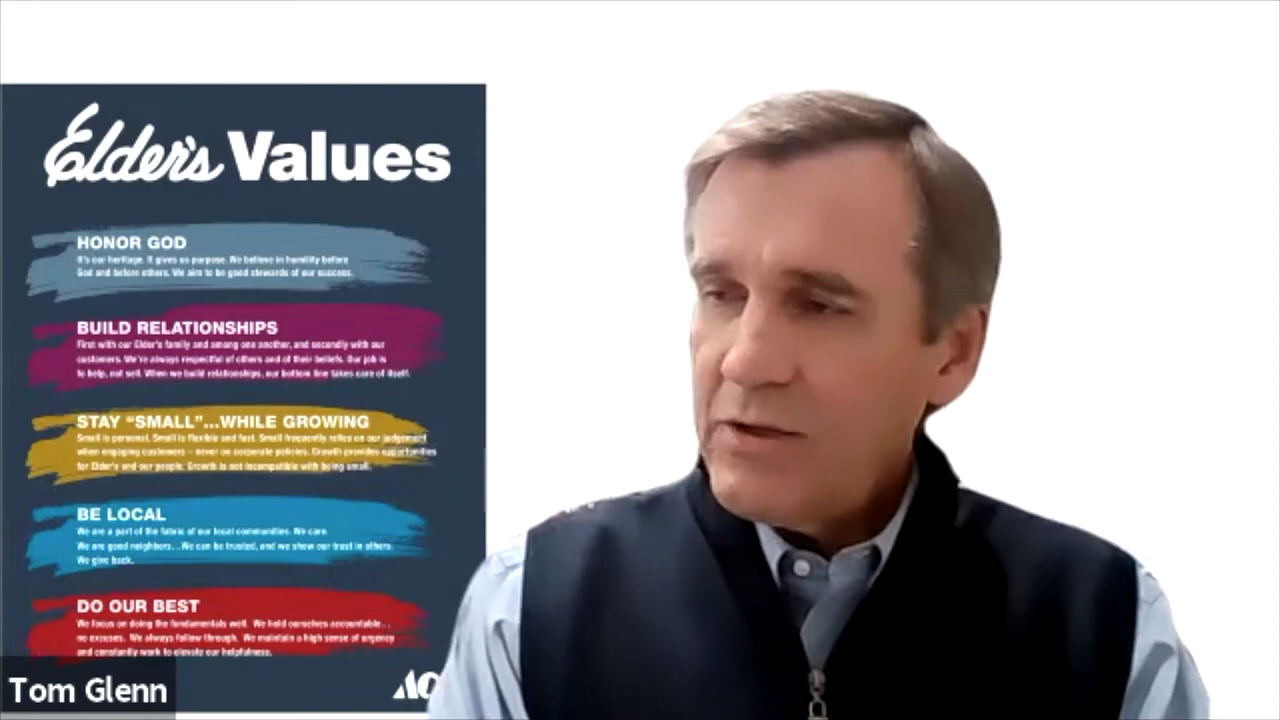 Elder's Values
HONOR GOD
It's our heritage. It gives us purpose. We believe in humility before
God and before others. We aim to be good stewards of our success.
BUILD RELATIONSHIPS
First with our Elder's family and among one another, and secondly with our
customers. We're always respectful of others and of their beliefs. Our job is
to help, not sell. When we build relationships, our bottom line takes care of itself.
STAY “SMALL”...WHILE GROWING
Small is personal. Small is flexible and fast. Small frequently relies on our judgement
when engaging customers – never on corporate policies. Growth provides opportunities
for Elder's and our people. Growth is not incompatible with being small.
BE LOCAL
We are a part of the fabric of our local communities. We care.
We are good neighbors...We can be trusted, and we show our trust in others.
We give back.
DO OUR BEST
We focus on doing the fundamentals well. We hold ourselves accountable...
no excuses. We always follow through. We maintain a high sense of urgency
and constantly work to elevate our helpfulness.
Tom Glenn